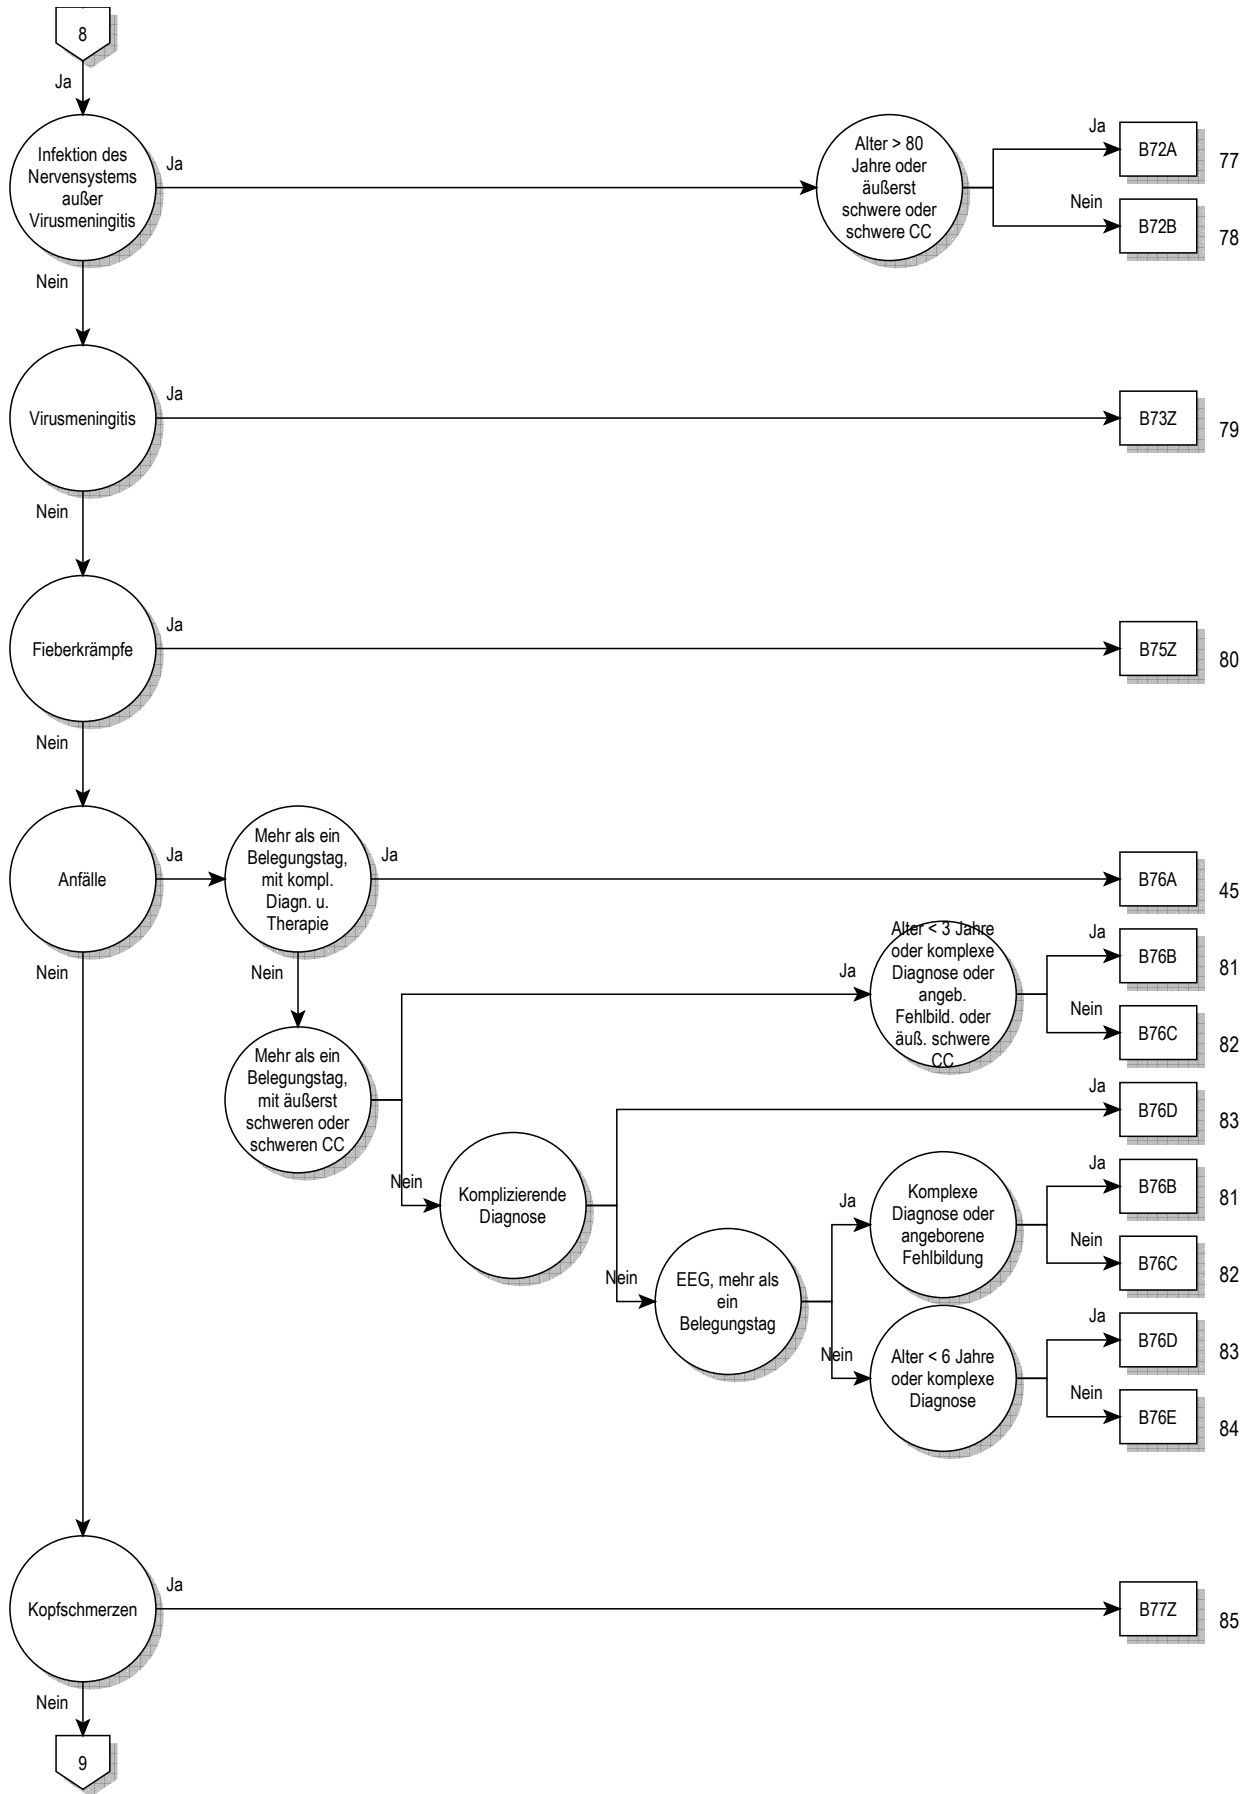 8
Ja
Infektion des
Nervensystems
außer
Virusmeningitis
Ja
Alter > 80
Jahre oder
äußerst
schwere oder
schwere CC
Ja
B72A
77
Nein
B72B
78
Nein
Virusmeningitis
Ja
B73Z
79
Nein
Fieberkrämpfe
Ja
B75Z
80
Nein
Anfälle
Ja
Mehr als ein
Belegungstag,
mit kompl.
Diagn. u.
Therapie
Ja
B76A
45
Nein
Nein
Mehr als ein
Belegungstag,
mit äußerst
schweren oder
schweren CC
Ja
Alter < 3 Jahre
oder komplexe
Diagnose oder
angeb.
Fehlbild. oder
äuß. schwere
CC
Ja
B76B
81
Nein
B76C
82
Nein
Komplizierende
Diagnose
Ja
B76D
83
Nein
EEG, mehr als
ein
Belegungstag
Ja
Komplexe
Diagnose oder
angeborene
Fehlbildung
Ja
B76B
81
Nein
B76C
82
Nein
Alter < 6 Jahre
oder komplexe
Diagnose
Ja
B76D
83
Nein
B76E
84
Kopfschmerzen
Ja
B77Z
85
Nein
9